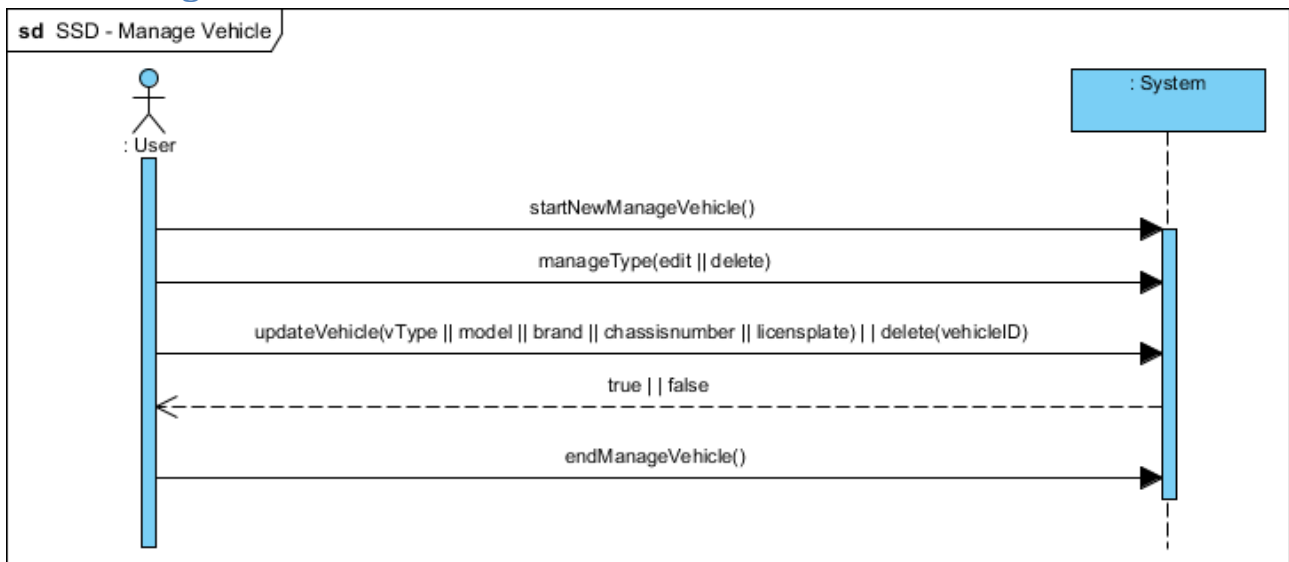 sd SSD - Manage Vehicle
: User
: System
startNewManageVehicle()
manageType(edit || delete)
updateVehicle(vType || model || brand || chassisnumber || licensplate) | | delete(vehicleID)
true | | false
endManageVehicle()